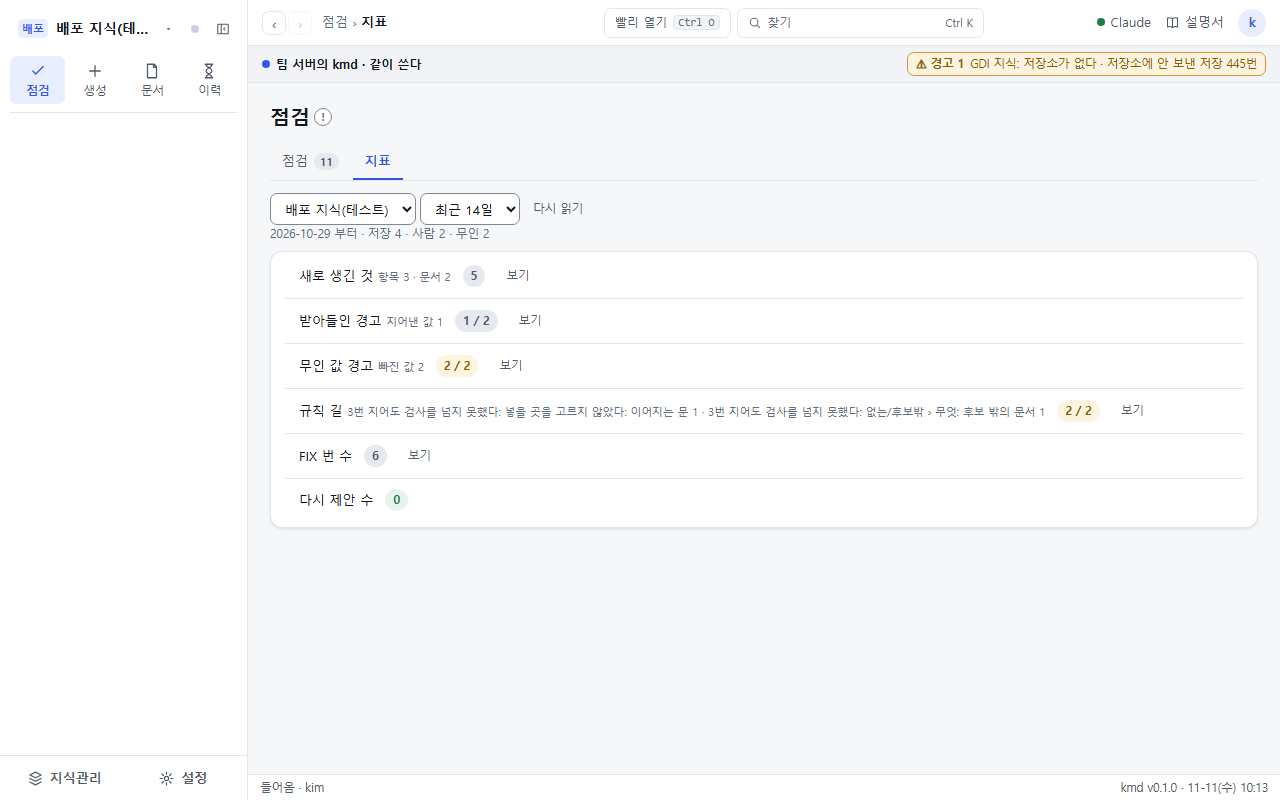 배포 배포 지식(테...
점검 생성 문서 이력
지식관리 설정
‹ › 점검 › 지표 빨리 열기 Ctrl O 찾기 Ctrl K Claude 설명서 k
팀 서버의 kmd · 같이 쓴다 ⚠ 경고 1 GDI 지식: 저장소가 없다 · 저장소에 안 보낸 저장 445번
점검 !
점검 11 지표
배포 지식(테스트) 최근 14일 다시 읽기
2026-10-29 부터 · 저장 4 · 사람 2 · 무인 2
새로 생긴 것 항목 3 · 문서 2 5 보기
받아들인 경고 지어낸 값 1 1 / 2 보기
무인 값 경고 빠진 값 2 2 / 2 보기
규칙 길 3번 지어도 검사를 넘지 못했다: 넣을 곳을 고르지 않았다: 이어지는 문 1 · 3번 지어도 검사를 넘지 못했다: 없는/후보밖 › 무엇: 후보 밖의 문서 1 2 / 2 보기
FIX 번 수 6 보기
다시 제안 수 0
들어옴 · kim kmd v0.1.0 · 11-11(수) 10:13